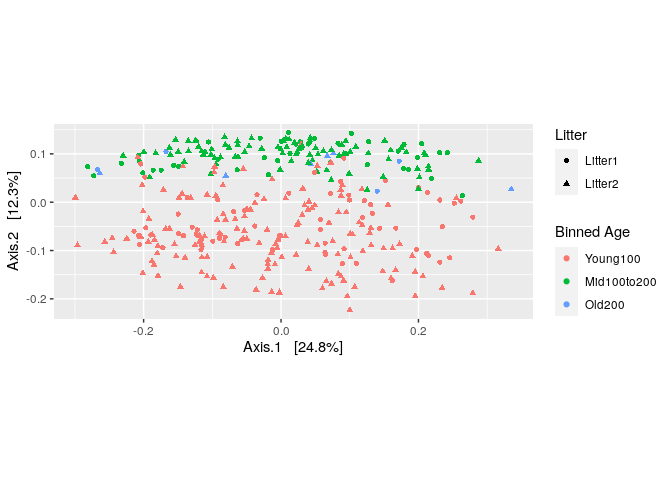 Litter
Litter1
Litter2
Binned Age
Young100
Mid100to200
Old200
0.1
0.0
-0.1
-0.2
Axis.2 [12.3%]
-0.2
0.0
0.2
Axis.1 [24.8%]